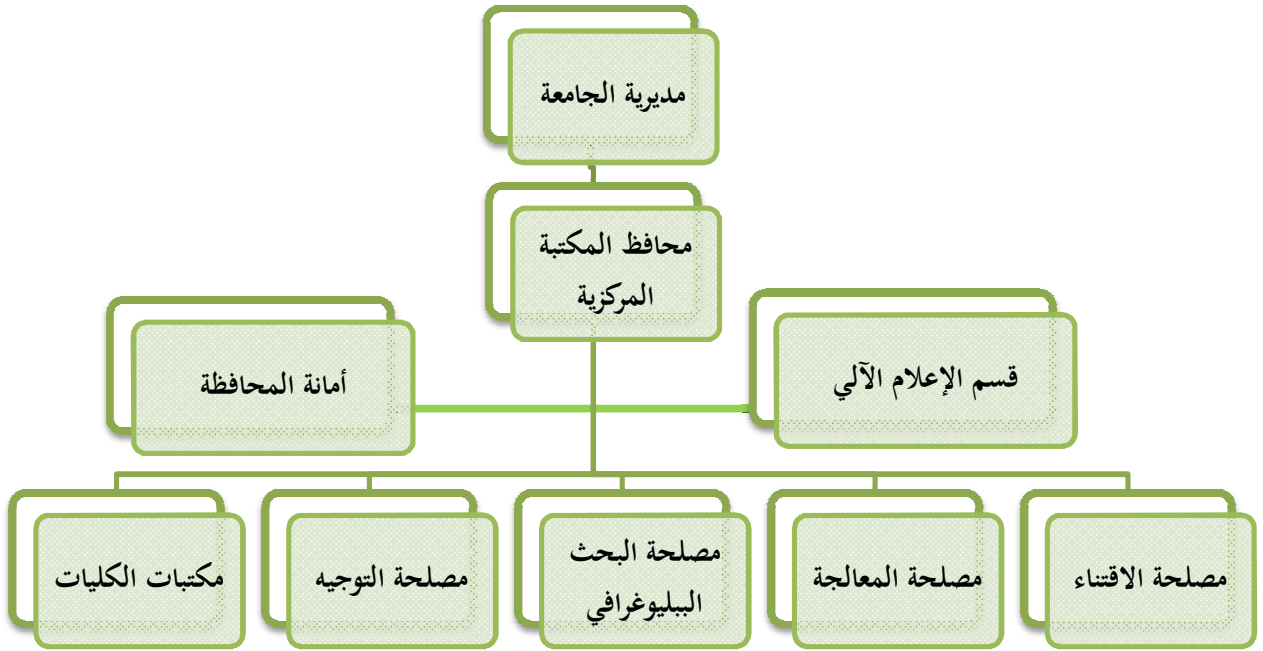 مديرية الجامعة
محافظ المكتبة
المركزية
قسم الإعلام الآلي
أمانة المحافظة
مصلحة الاقتناء
مصلحة المعالجة
مصلحة البحث
الببليوغرافي
مصلحة التوجيه
مكتبات الكليات